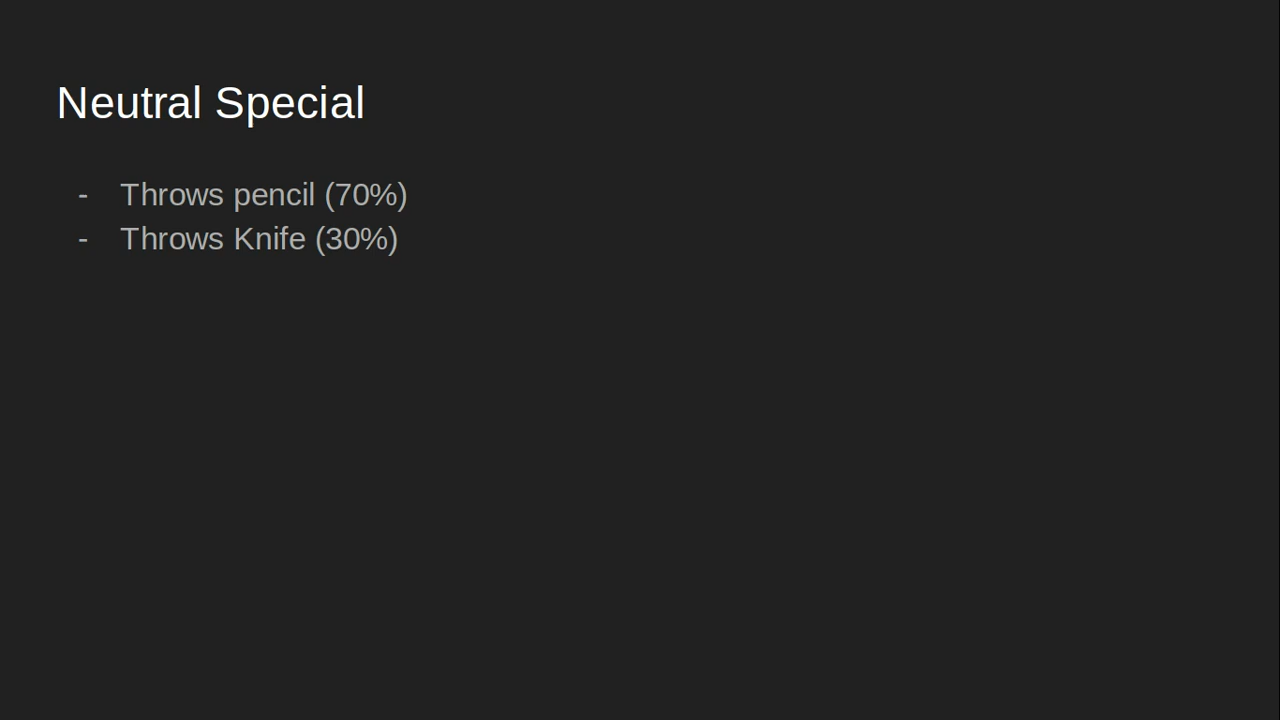 Neutral Special
- Throws pencil (70%)
- Throws Knife (30%)